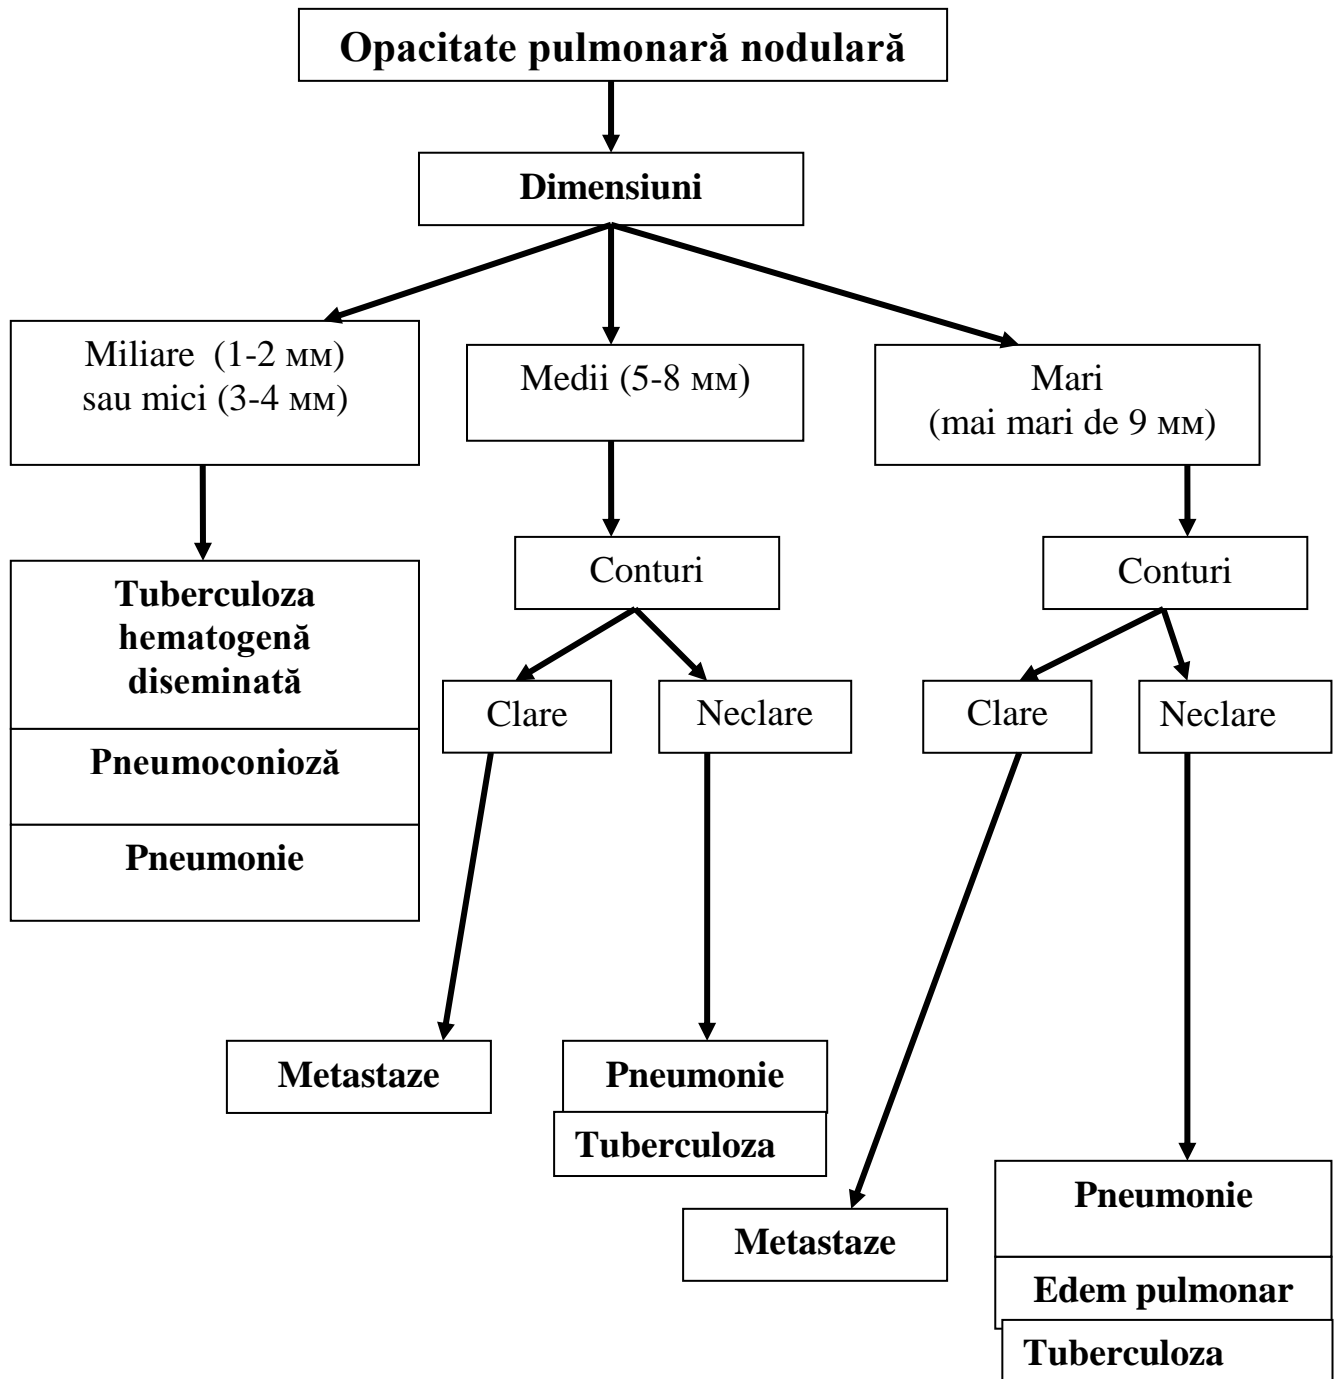 Opacitate pulmonară nodulară
Dimensiuni
Miliare (1-2 мм)
sau mici (3-4 мм)
Medii (5-8 мм)
Mari
(mai mari de 9 мм)
Conturi
Conturi
Tuberculoza
hematogenă
diseminată
Pneumoconioză
Pneumonie
Clare
Neclare
Clare
Neclare
Metastaze
Pneumonie
Tuberculoza
Metastaze
Pneumonie
Edem pulmonar
Tuberculoza